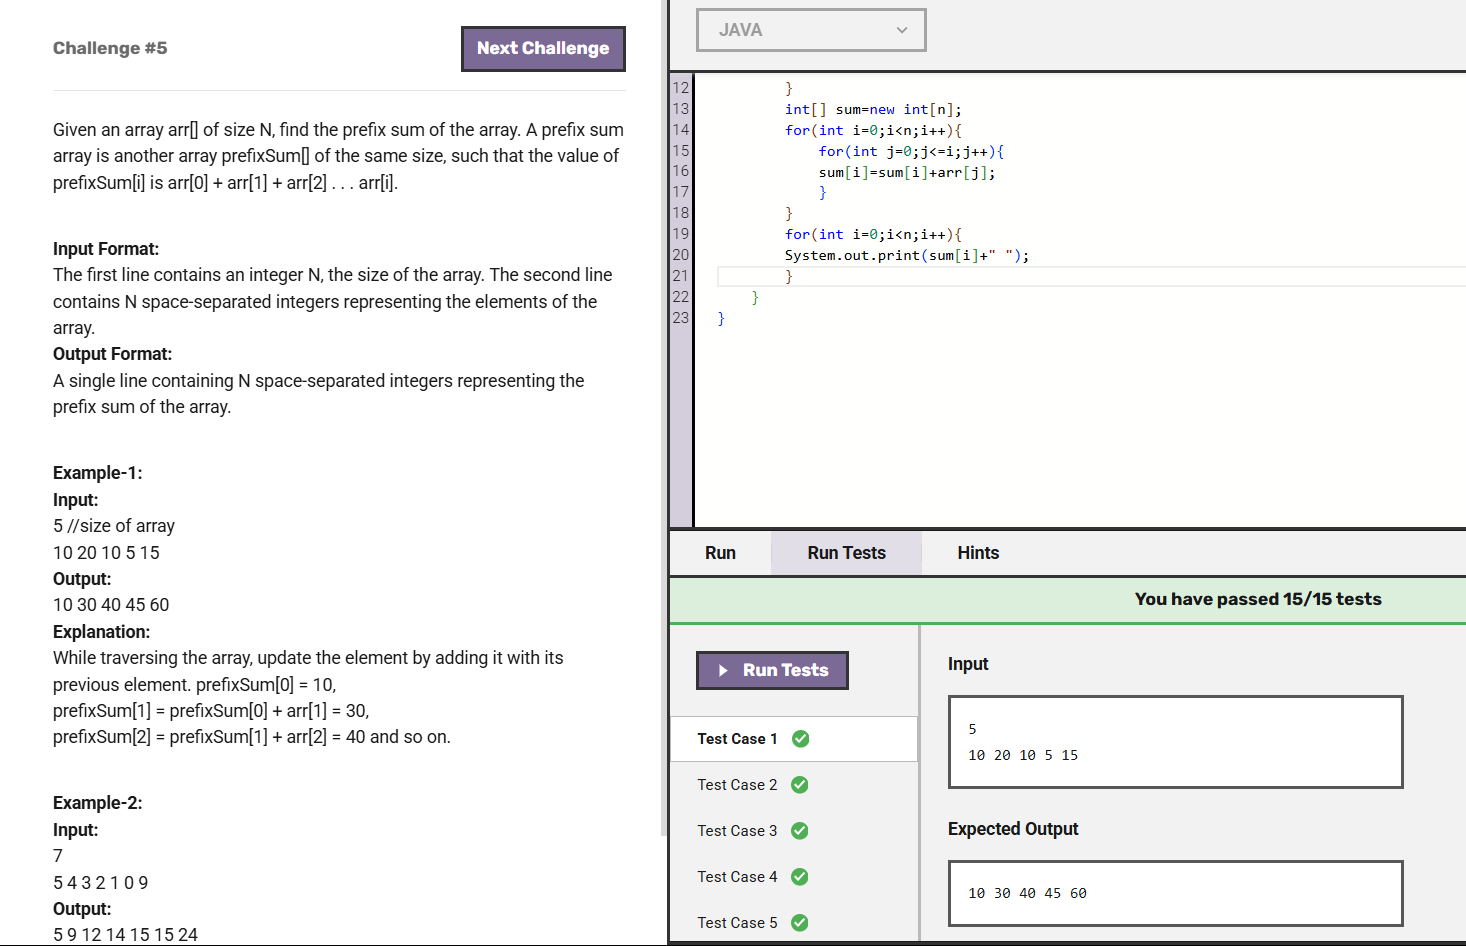 Challenge #5
Next Challenge
Given an array arr[] of size N, find the prefix sum of the array. A prefix sum
array is another array prefixSum[] of the same size, such that the value of
prefixSum[i] is arr[0] + arr[1] + arr[2] . . . arr[i].
Input Format:
The first line contains an integer N, the size of the array. The second line
contains N space-separated integers representing the elements of the
array.
Output Format:
A single line containing N space-separated integers representing the
prefix sum of the array.
Example-1:
Input:
5 //size of array
10 20 10 5 15
Output:
10 30 40 45 60
Explanation:
While traversing the array, update the element by adding it with its
previous element. prefixSum[0] = 10,
prefixSum[1] = prefixSum[0] + arr[1] = 30,
prefixSum[2] = prefixSum[1] + arr[2] = 40 and so on.
Example-2:
Input:
7
5 4 3 2 1 0 9
Output:
5 9 12 14 15 15 24
JAVA
12 }
13 int[] sum=new int[n];
14 for(int i=0;i<n;i++){
15 for(int j=0;j<=i;j++){
16 sum[i]=sum[i]+arr[j];
17 }
18 }
19 for(int i=0;i<n;i++){
20 System.out.print(sum[i]+" ");
21 }
22 }
23 }
Run Run Tests Hints
You have passed 15/15 tests
Run Tests
Test Case 1
Test Case 2
Test Case 3
Test Case 4
Test Case 5
Input
5
10 20 10 5 15
Expected Output
10 30 40 45 60